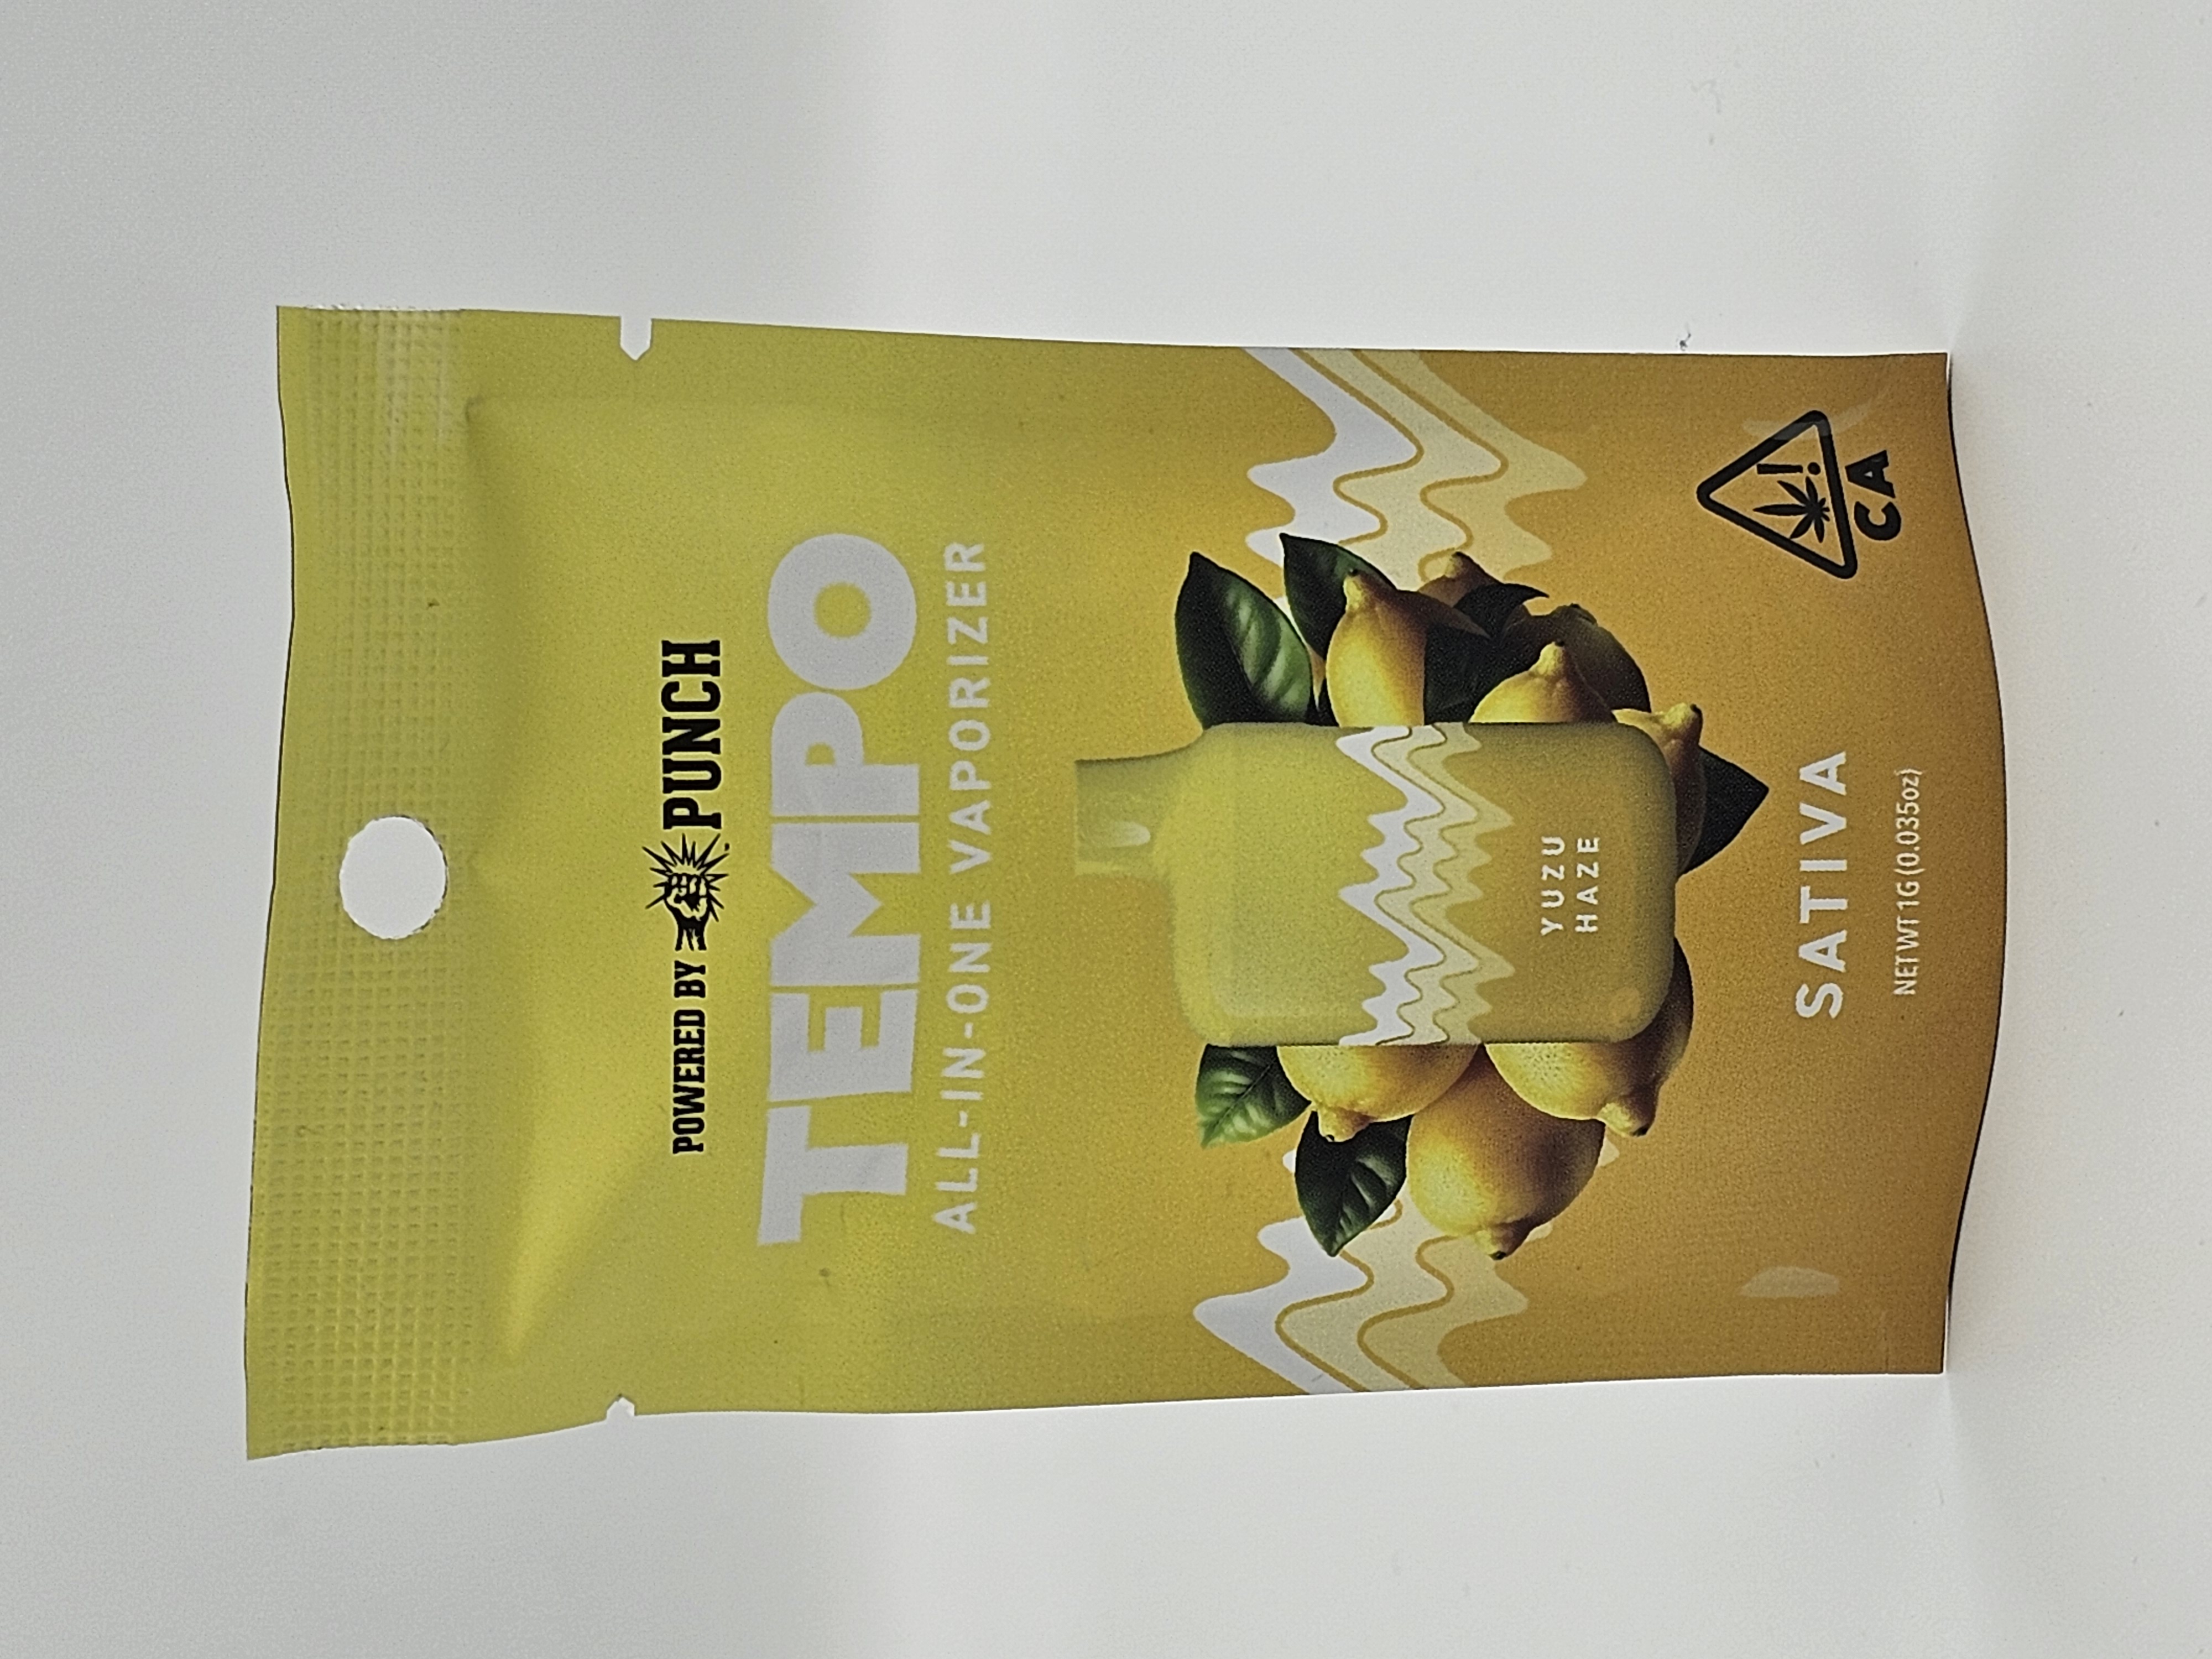 POWERED BY PUNCH
TEMPO
ALL-IN-ONE VAPORIZER
YUZU
HAZE
SATIVA
NET WT 1G (0.035oz)
CA